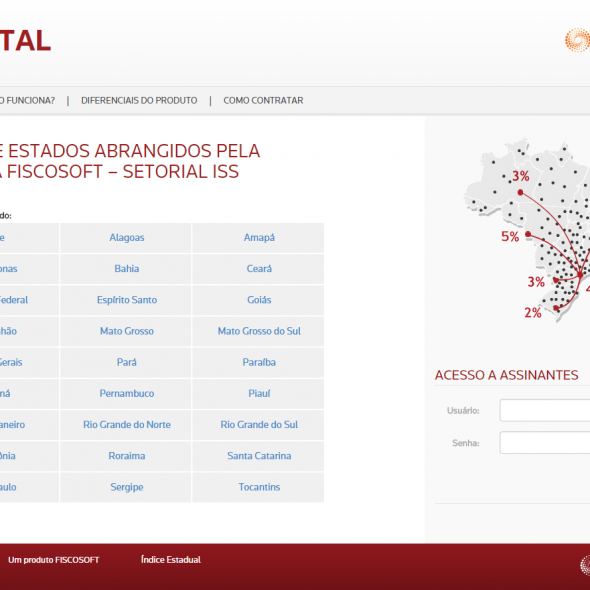 TAL
O FUNCIONA? | DIFERENCIAIS DO PRODUTO | COMO CONTRATAR
E ESTADOS ABRANGIDOS PELA
A FISCOSOFT – SETORIAL ISS
do:
e Alagoas Amapá
onas Bahia Ceará
Federal Espírito Santo Goiás
hão Mato Grosso Mato Grosso do Sul
Gerais Pará Paraíba
ná Pernambuco Piauí
aneiro Rio Grande do Norte Rio Grande do Sul
ônia Roraima Santa Catarina
aulo Sergipe Tocantins
3%
5%
3%
4
2%
ACESSO A ASSINANTES
Usuário:
Senha:
Um produto FISCOSOFT Índice Estadual